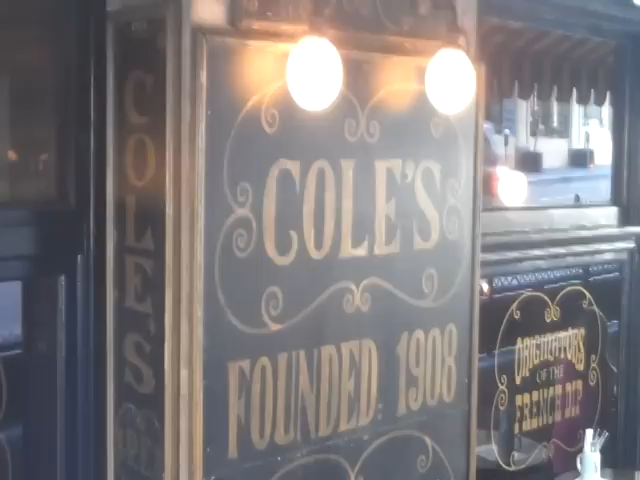 COLE'S
COLE'S
FOUNDED 1908
ORIGINATORS
OF THE
FRENCH DIP